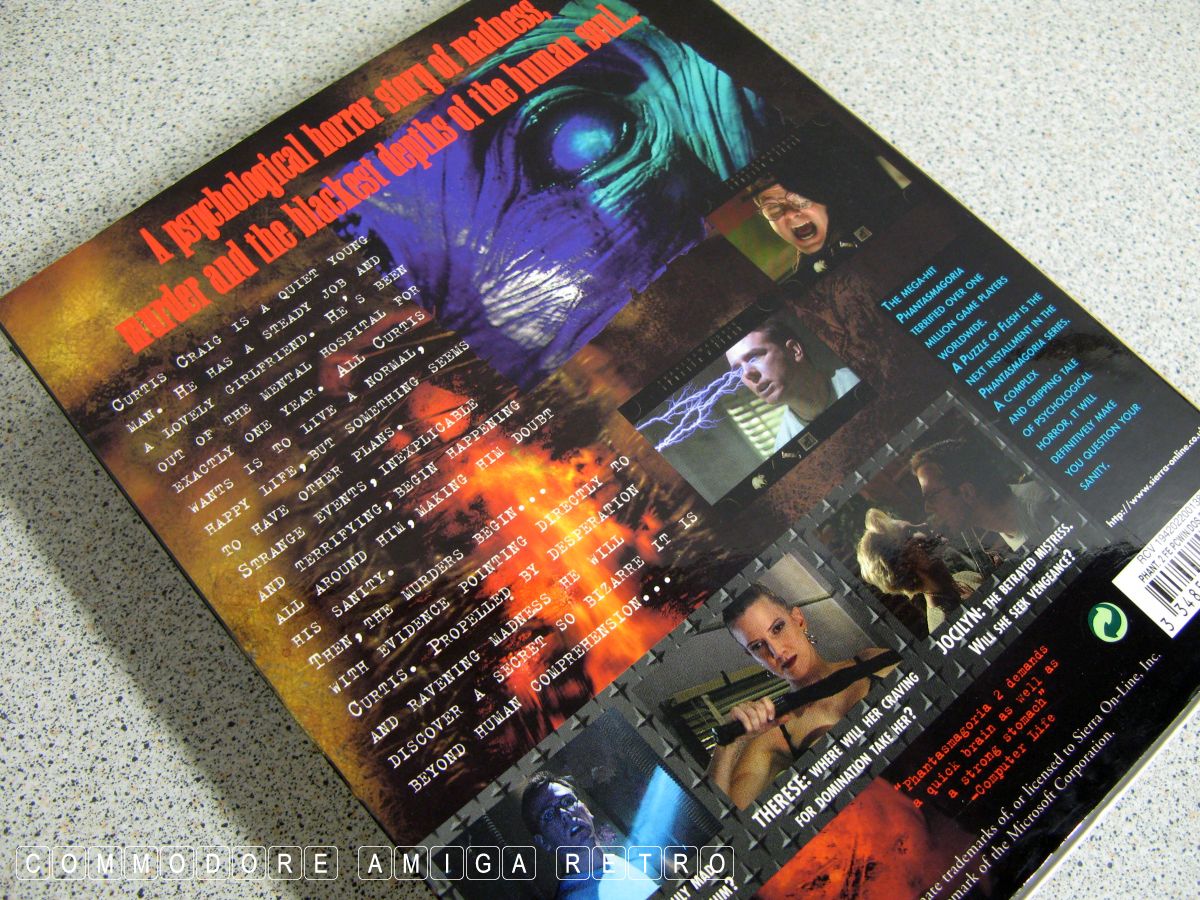 A psychological horror story of madness,
murder and the blackest depths of the human soul...
CURTIS CRAIG IS A QUIET YOUNG
MAN. HE HAS A STEADY JOB AND
A LOVELY GIRLFRIEND. HE'S BEEN
OUT OF THE MENTAL HOSPITAL FOR
EXACTLY ONE YEAR. ALL CURTIS
WANTS IS TO LIVE A NORMAL,
HAPPY LIFE, BUT SOMETHING SEEMS
TO HAVE OTHER PLANS.
STRANGE EVENTS, INEXPLICABLE
AND TERRIFYING, BEGIN HAPPENING
ALL AROUND HIM, MAKING HIM DOUBT
HIS SANITY.
THEN, THE MURDERS BEGIN...
WITH EVIDENCE POINTING DIRECTLY TO
CURTIS. PROPELLED BY DESPERATION
AND RAVENING MADNESS HE WILL
DISCOVER A SECRET SO BIZARRE IT IS
BEYOND HUMAN COMPREHENSION...
THE MEGA-HIT
PHANTASMAGORIA
TERRIFIED OVER ONE
MILLION GAME PLAYERS
WORLDWIDE.
A PUZZLE OF FLESH IS THE
NEXT INSTALLMENT IN THE
PHANTASMAGORIA SERIES.
A COMPLEX
AND GRIPPING TALE
OF PSYCHOLOGICAL
HORROR, IT WILL
DEFINITIVELY MAKE
YOU QUESTION YOUR
SANITY.
http://www.sierra-online.co
JOCILYN: THE BETRAYED MISTRESS.
WILL SHE SEEK VENGEANCE?
THERESE: WHERE WILL HER CRAVING
FOR DOMINATION TAKE HER?
MAD.
HIM?
"Phantasmagoria 2 demands
a quick brain as well as
a strong stomach"
-Computer Life
trademarks of, or licensed to Sierra On-Line, Inc.
mark of the Microsoft Corporation.
COMMODORE AMIGA RETRO